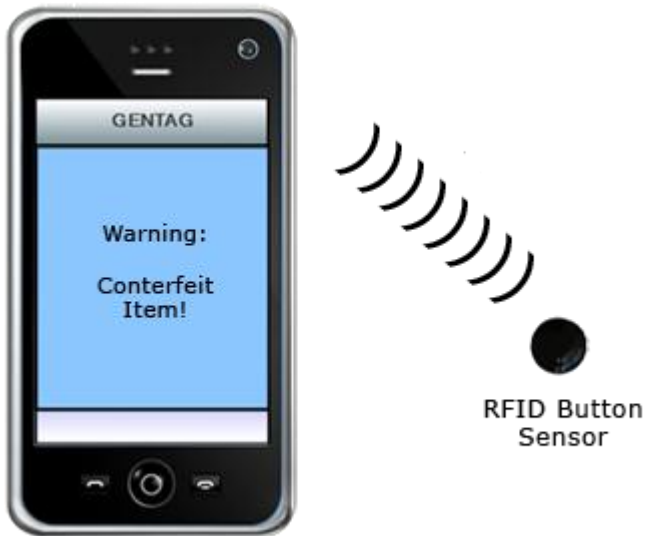 GENTAG
Warning:
Conterfeit
Item!
RFID Button
Sensor